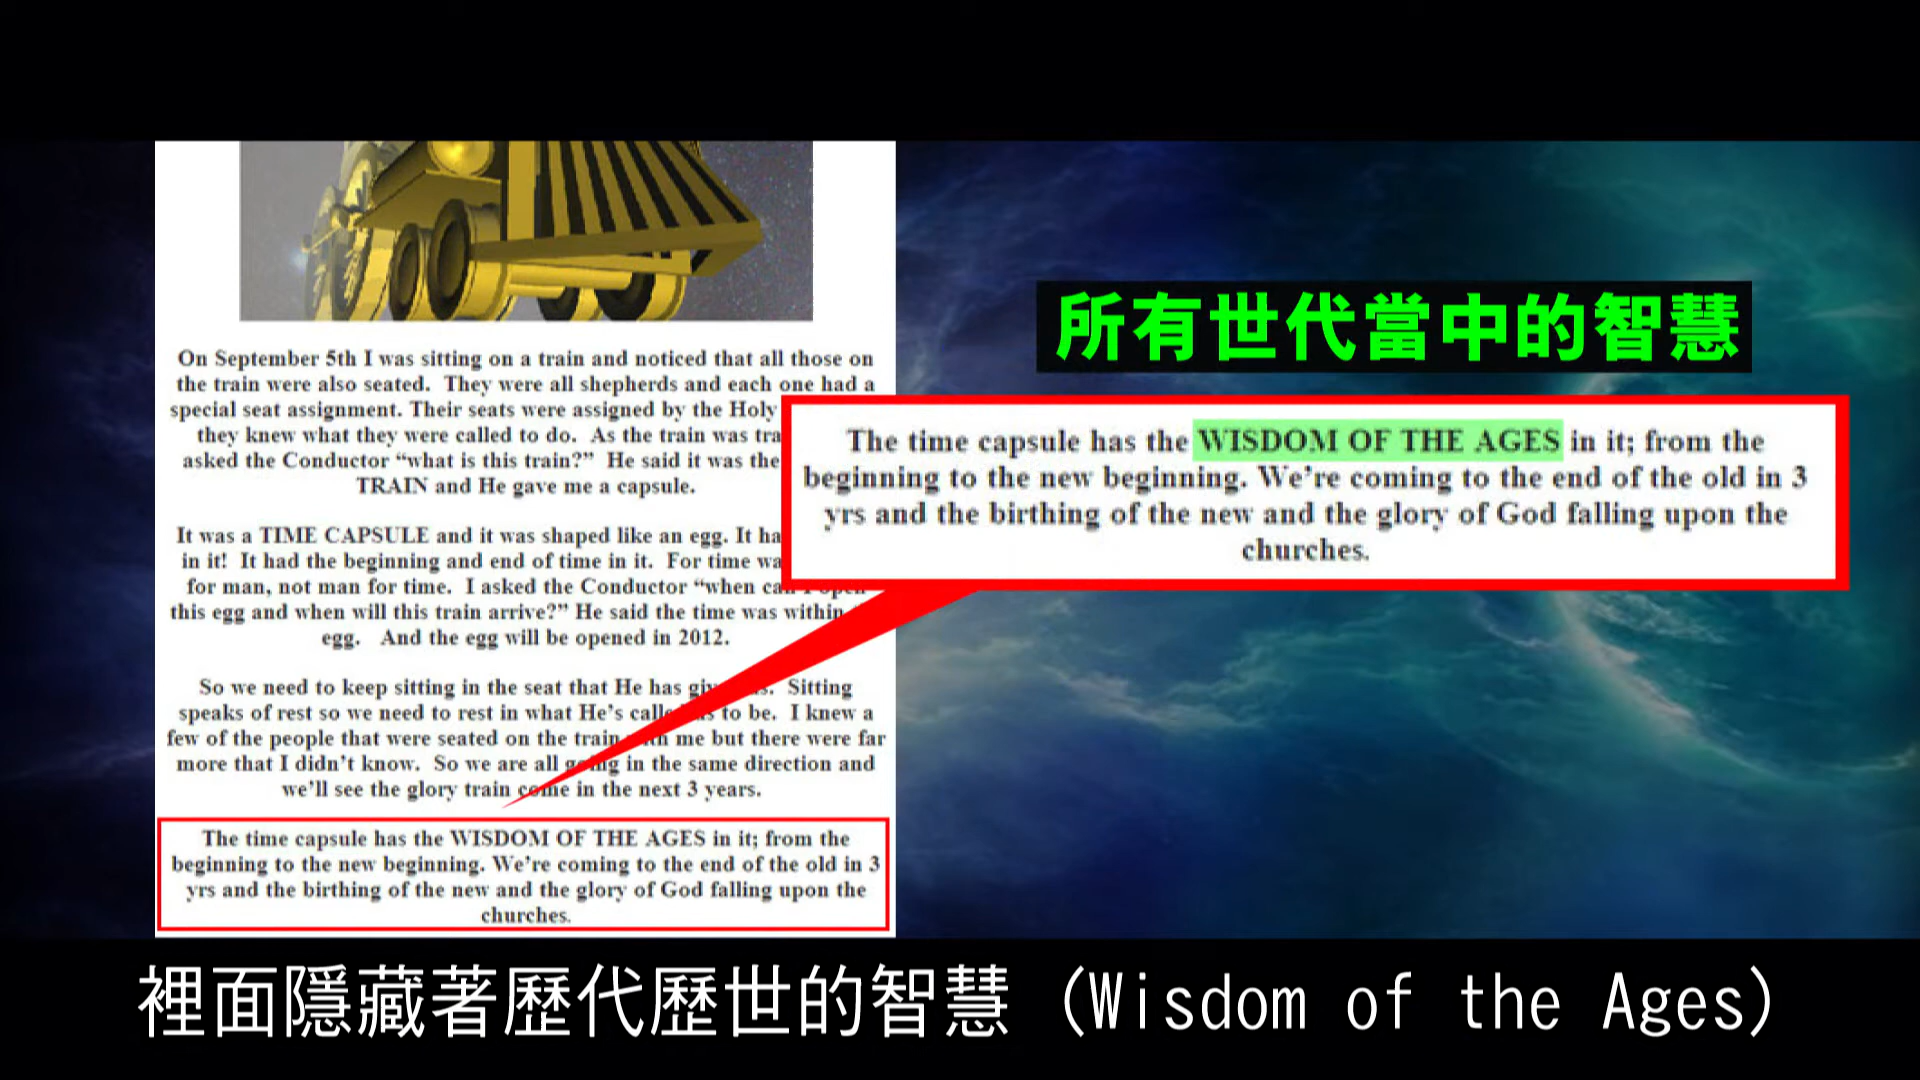 On September 5th I was sitting on a train and noticed that all those on
the train were also seated. They were all shepherds and each one had a
special seat assignment. Their seats were assigned by the Holy
they knew what they were called to do. As the train was
asked the Conductor “what is this train?” He said it was the
TRAIN and He gave me a capsule.
It was a TIME CAPSULE and it was shaped like an egg. It
in it! It had the beginning and end of time in it. For time
for man, not man for time. I asked the Conductor “when
this egg and when will this train arrive?” He said the time was within
egg. And the egg will be opened in 2012.
So we need to keep sitting in the seat that He has Sitting
speaks of rest so we need to rest in what He’s to be. I knew a
few of the people that were seated on the train me but there were far
more that I didn’t know. So we are all going in the same direction and
we’ll see the glory train come in the next 3 years.
The time capsule has the WISDOM OF THE AGES in it; from the
beginning to the new beginning. We’re coming to the end of the old in 3
yrs and the birthing of the new and the glory of God falling upon the
churches.
所有世代當中的智慧
The time capsule has the WISDOM OF THE AGES in it; from the
beginning to the new beginning. We’re coming to the end of the old in 3
yrs and the birthing of the new and the glory of God falling upon the
churches.
裡面隱藏著歷代歷世的智慧 (Wisdom of the Ages)